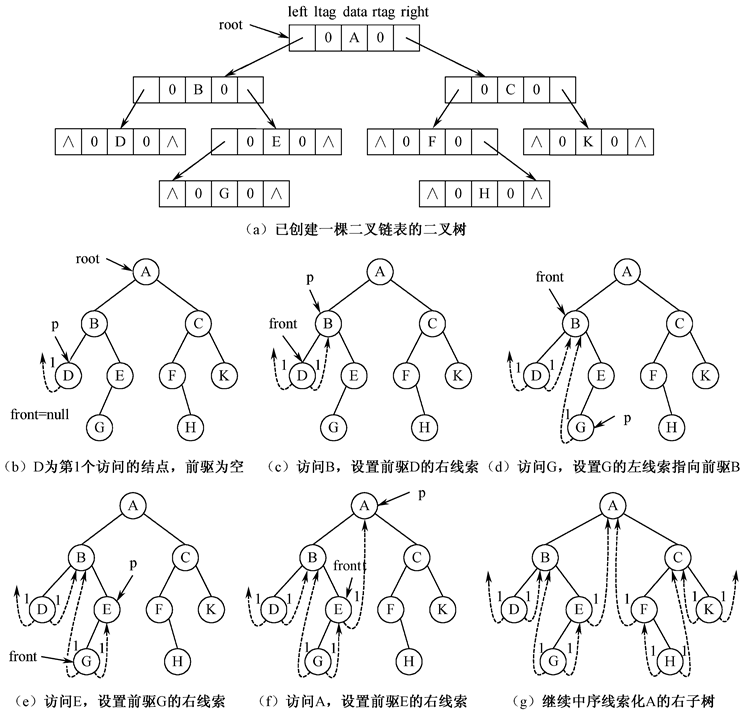 left ltag data rtag right
root
0 A 0
0 B 0
0 C 0
∧ 0 D 0 ∧
0 E 0 ∧
∧ 0 F 0
∧ 0 K 0 ∧
∧ 0 G 0 ∧
∧ 0 H 0 ∧
(a) 已创建一棵二叉链表的二叉树
root
A
p
B
C
1
D
E
F
K
front=null
G
H
(b) D为第1个访问的结点，前驱为空
A
p
B
C
front
1
1
D
E
F
K
G
H
(c) 访问B，设置前驱D的右线索
front
A
B
C
1
1
D
E
F
K
1
G
p
H
(d) 访问G，设置G的左线索指向前驱B
A
B
p
C
1
1
D
E
F
K
front
1
1
G
H
(e) 访问E，设置前驱G的右线索
A
p
B
front
C
1
1
1
D
E
F
K
1
1
G
H
(f) 访问A，设置前驱E的右线索
A
B
C
1
1
1
1
1
D
E
F
K
1
1
1
1
G
H
(g) 继续中序线索化A的右子树